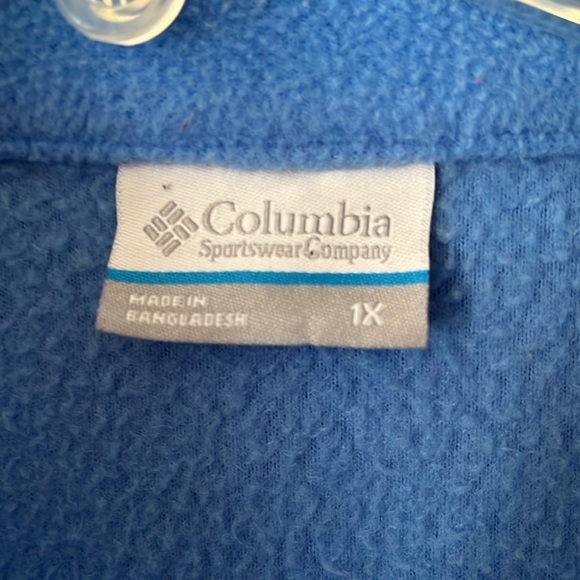 Columbia
Sportswear Company
MADE IN
BANGLADESH
1X